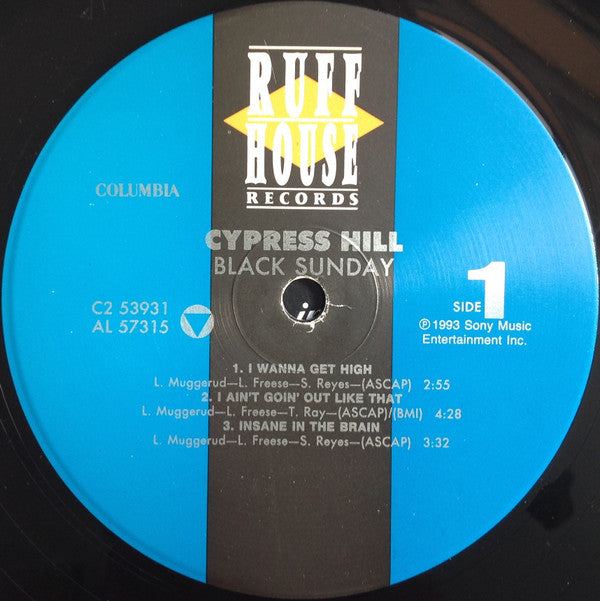 RUFF
HOUSE
RECORDS
COLUMBIA
CYPRESS HILL
BLACK SUNDAY
C2 53931
AL 57315
SIDE 1
℗ 1993 Sony Music
Entertainment Inc.
1. I WANNA GET HIGH
L. Muggerud—L. Freese—S. Reyes—(ASCAP) 2:55
2. I AIN'T GOIN' OUT LIKE THAT
L. Muggerud—L. Freese—T. Ray—(ASCAP)/(BMI) 4:28
3. INSANE IN THE BRAIN
L. Muggerud—L. Freese—S. Reyes—(ASCAP) 3:32